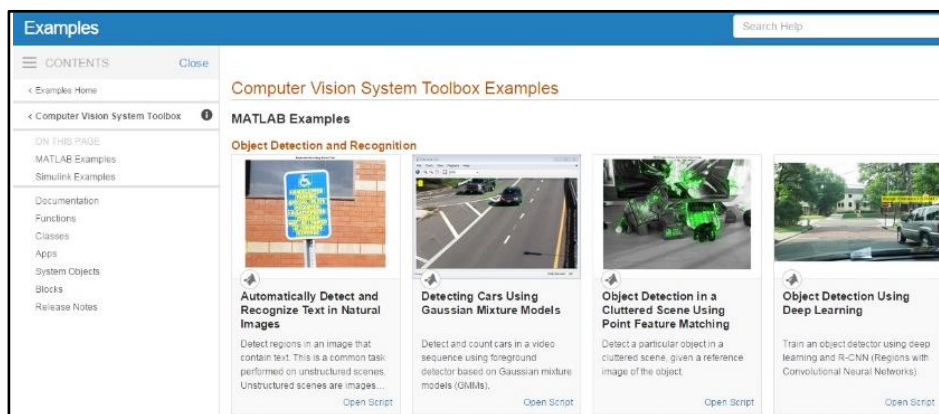 Examples
Search Help
CONTENTS
Close
< Examples Home
< Computer Vision System Toolbox
ON THIS PAGE
MATLAB Examples
Simulink Examples
Documentation
Functions
Classes
Apps
System Objects
Blocks
Release Notes
Computer Vision System Toolbox Examples
MATLAB Examples
Object Detection and Recognition
Automatically Detect and
Recognize Text in Natural
Images
Detect regions in an image that
contain text. This is a common task
performed on unstructured scenes.
Unstructured scenes are images...
Open Script
Detecting Cars Using
Gaussian Mixture Models
Detect and count cars in a video
sequence using foreground
detector based on Gaussian mixture
models (GMMs).
Open Script
Object Detection in a
Cluttered Scene Using
Point Feature Matching
Detect a particular object in a
cluttered scene, given a reference
image of the object.
Open Script
Object Detection Using
Deep Learning
Train an object detector using deep
learning and R-CNN (Regions with
Convolutional Neural Networks).
Open Script